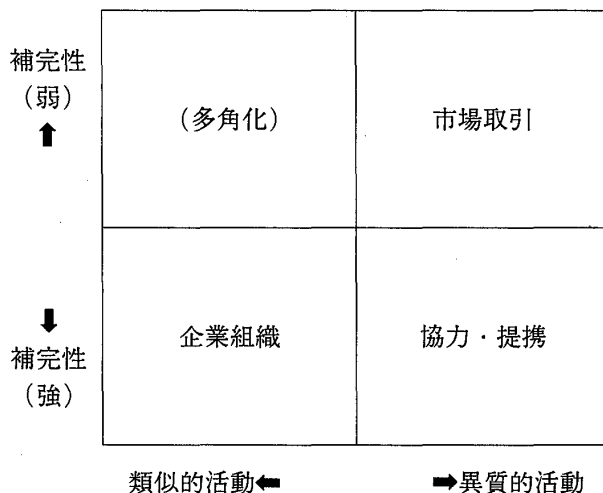 補完性
(弱)
⬆
(多角化)
市場取引
⬇
補完性
(強)
企業組織
協力・提携
類似的活動⬅
➡異質的活動